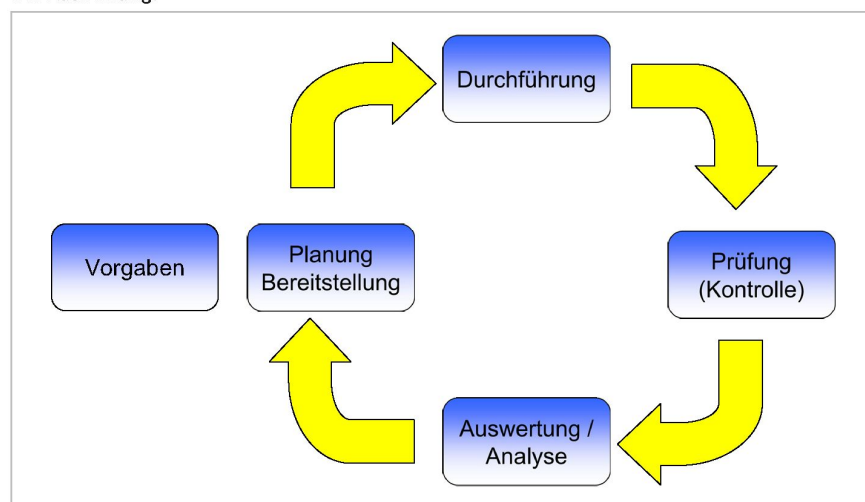 Durchführung
Vorgaben
Planung
Bereitstellung
Prüfung
(Kontrolle)
Auswertung /
Analyse